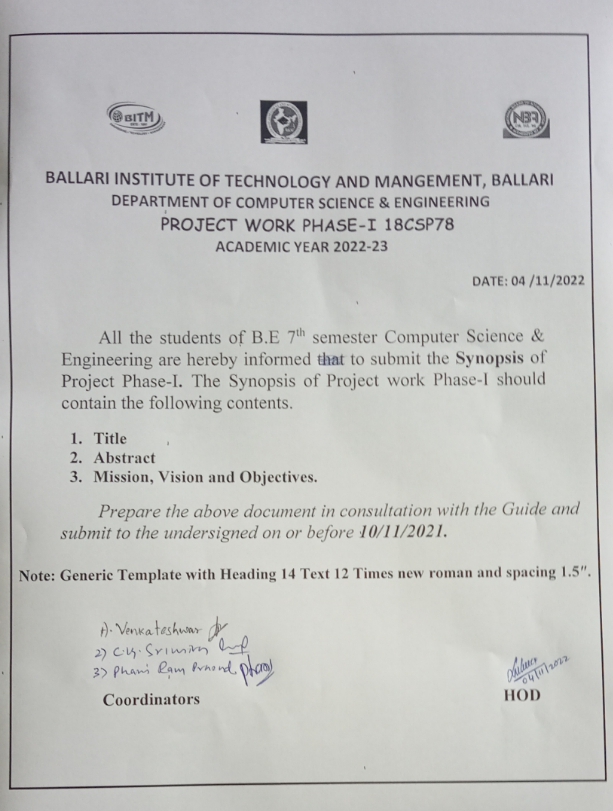 BITM
NBA
BALLARI INSTITUTE OF TECHNOLOGY AND MANGEMENT, BALLARI
DEPARTMENT OF COMPUTER SCIENCE & ENGINEERING
PROJECT WORK PHASE-I 18CSP78
ACADEMIC YEAR 2022-23
DATE: 04 /11/2022
All the students of B.E 7th semester Computer Science &
Engineering are hereby informed that to submit the Synopsis of
Project Phase-I. The Synopsis of Project work Phase-I should
contain the following contents.
1. Title
2. Abstract
3. Mission, Vision and Objectives.
Prepare the above document in consultation with the Guide and
submit to the undersigned on or before 10/11/2021.
Note: Generic Template with Heading 14 Text 12 Times new roman and spacing 1.5".
1). Venkateshwar
2)
3) Phani Ram Prasad
04/11/2022
Coordinators
HOD